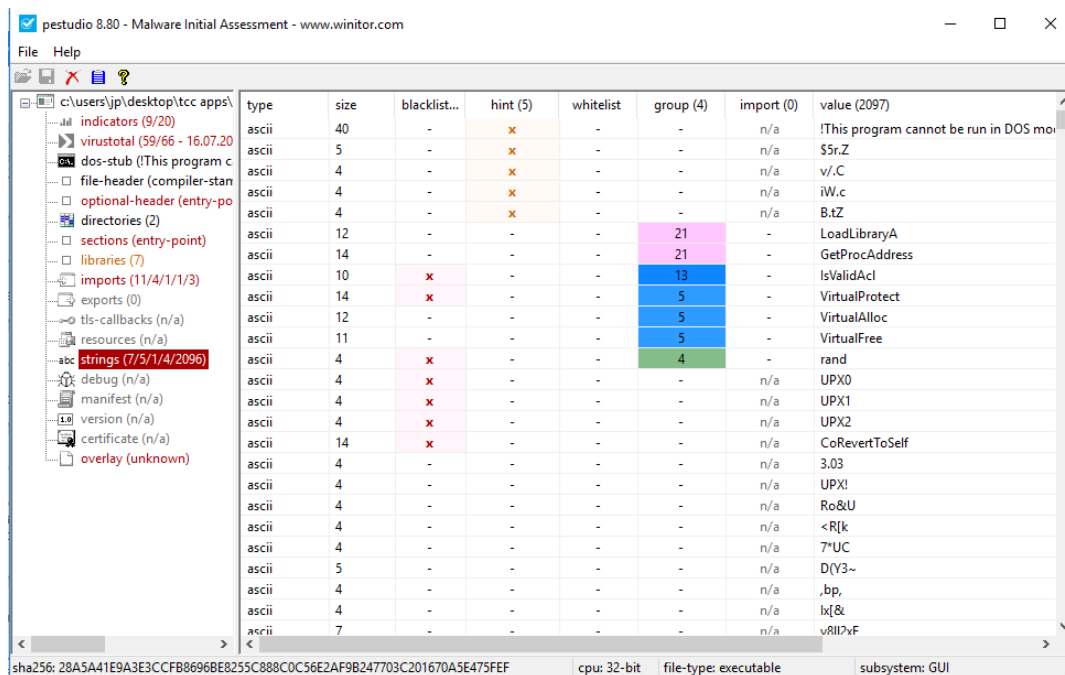 pestudio 8.80 - Malware Initial Assessment - www.winitor.com
File Help
c:\users\jp\desktop\tcc apps\
indicators (9/20)
virustotal (59/66 - 16.07.20
dos-stub (!This program c
file-header (compiler-stam
optional-header (entry-po
directories (2)
sections (entry-point)
libraries (7)
imports (11/4/1/1/3)
exports (0)
tls-callbacks (n/a)
resources (n/a)
abc strings (7/5/1/4/2096)
debug (n/a)
manifest (n/a)
1.0 version (n/a)
certificate (n/a)
overlay (unknown)
type size blacklist... hint (5) whitelist group (4) import (0) value (2097)
ascii 40 - x - - n/a !This program cannot be run in DOS mo
ascii 5 - x - - n/a $5r.Z
ascii 4 - x - - n/a v/.C
ascii 4 - x - - n/a iW.c
ascii 4 - x - - n/a B.tZ
ascii 12 - - - 21 - LoadLibraryA
ascii 14 - - - 21 - GetProcAddress
ascii 10 x - - 13 - IsValidAcl
ascii 14 x - - 5 - VirtualProtect
ascii 12 - - - 5 - VirtualAlloc
ascii 11 - - - 5 - VirtualFree
ascii 4 x - - 4 - rand
ascii 4 x - - - n/a UPX0
ascii 4 x - - - n/a UPX1
ascii 4 x - - - n/a UPX2
ascii 14 x - - - - CoRevertToSelf
ascii 4 - - - - n/a 3.03
ascii 4 - - - - n/a UPX!
ascii 4 - - - - n/a Ro&U
ascii 4 - - - - n/a <R[k
ascii 4 - - - - n/a 7*UC
ascii 5 - - - - n/a D(Y3~
ascii 4 - - - - n/a ,bp,
ascii 4 - - - - n/a lx[&
ascii 7 - - - - n/a
sha256: 28A5A41E9A3E3CCFB8696BE8255C888C0C56E2AF9B247703C201670A5E475FEF cpu: 32-bit file-type: executable subsystem: GUI